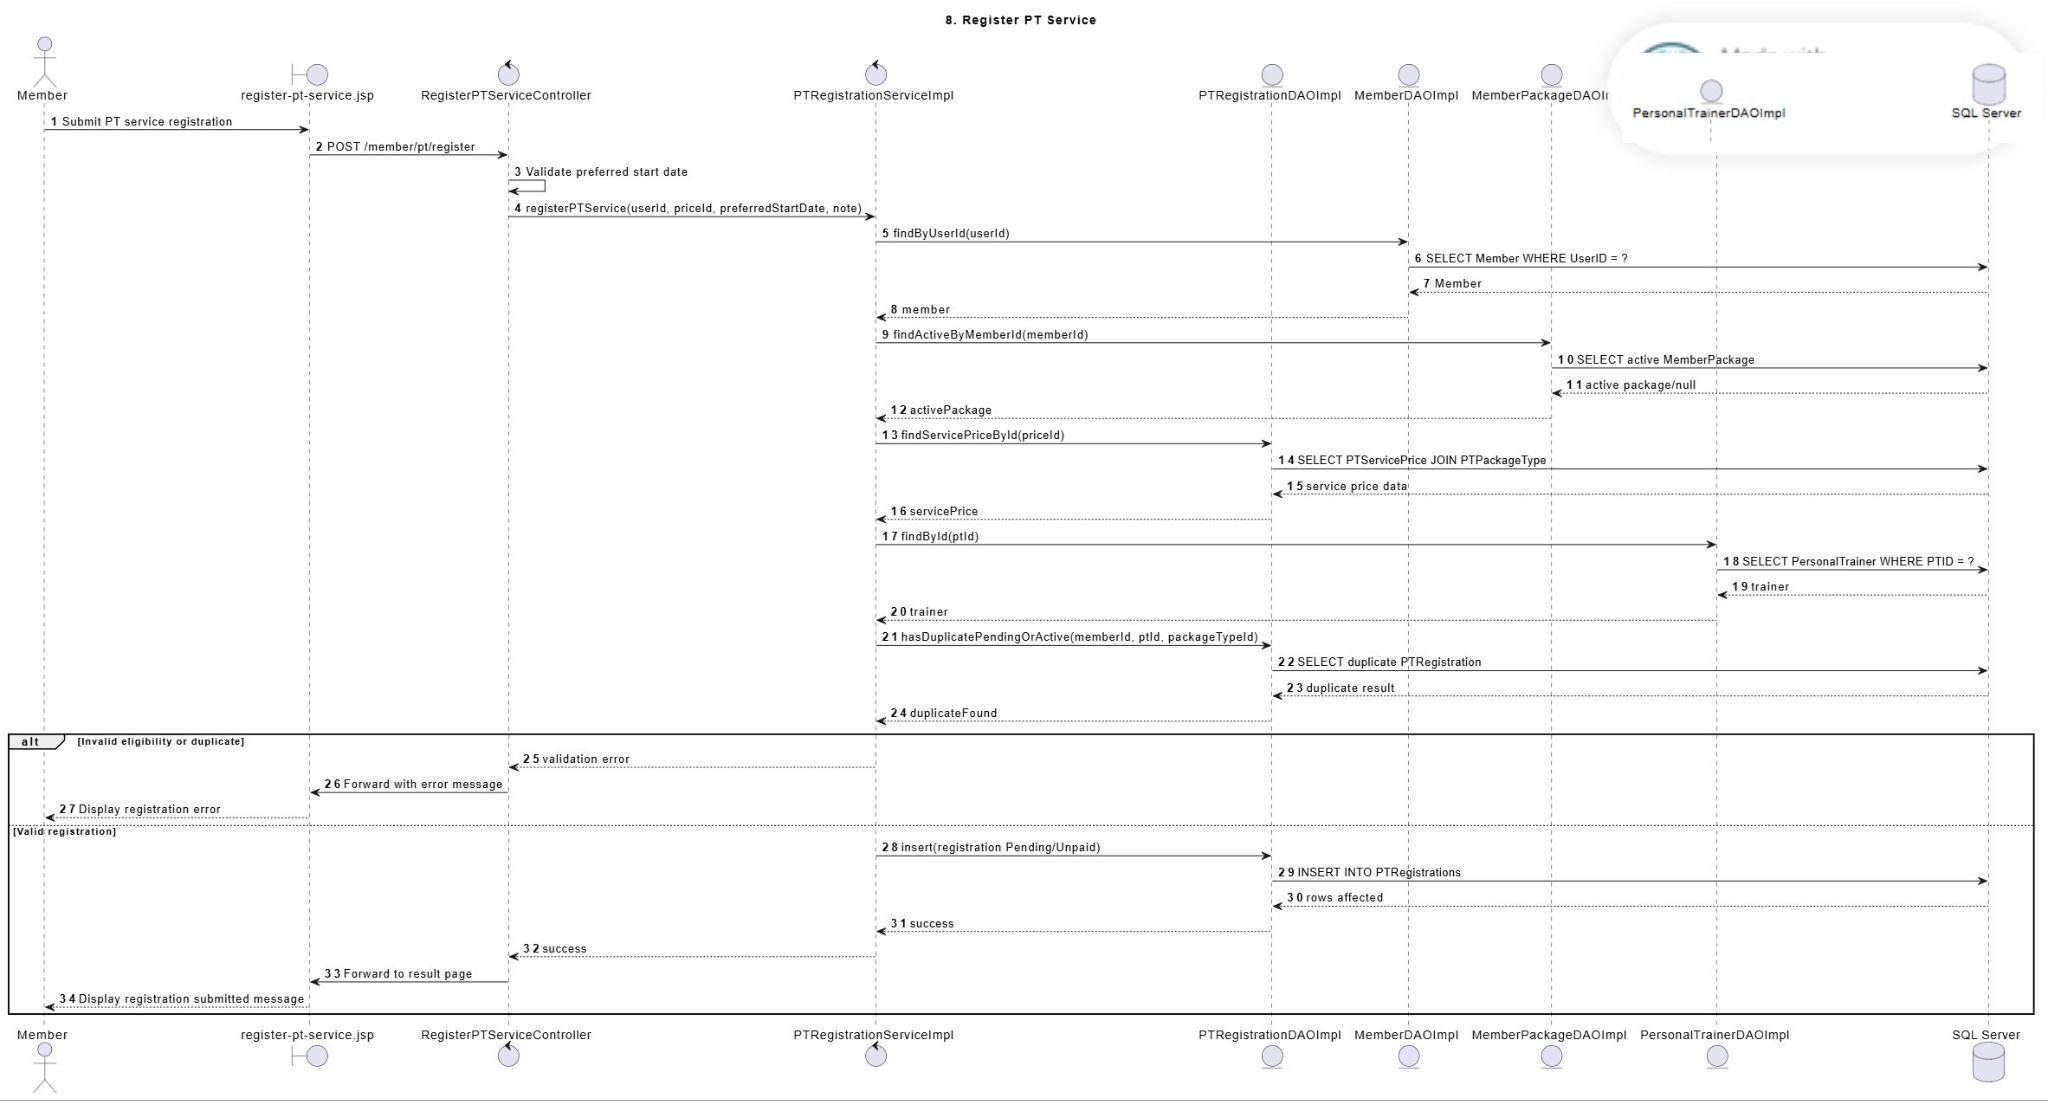 8. Register PT Service
Member
register-pt-service.jsp
RegisterPTServiceController
PTRegistrationServiceImpl
PTRegistrationDAOImpl
MemberDAOImpl
PersonalTrainerDAOImpl
SQL Server
1 Submit PT service registration
2 POST /member/pt/register
3 Validate preferred start date
4 registerPTService(userId, priceId, preferredStartDate, note)
5 findByUserId(userId)
6 SELECT Member WHERE UserID = ?
7 Member
8 member
9 findActiveByMemberId(memberId)
10 SELECT active MemberPackage
11 active package/null
12 activePackage
13 findServicePriceById(priceId)
14 SELECT PTServicePrice JOIN PTPackageType
15 service price data
16 servicePrice
17 findById(ptId)
18 SELECT PersonalTrainer WHERE PTID = ?
19 trainer
20 trainer
21 hasDuplicatePendingOrActive(memberId, ptId, packageTypeId)
22 SELECT duplicate PTRegistration
23 duplicate result
24 duplicateFound
alt [Invalid eligibility or duplicate]
25 validation error
26 Forward with error message
27 Display registration error
[Valid registration]
28 insert(registration Pending/Unpaid)
29 INSERT INTO PTRegistrations
30 rows affected
31 success
32 success
33 Forward to result page
34 Display registration submitted message
Member
register-pt-service.jsp
RegisterPTServiceController
PTRegistrationServiceImpl
PTRegistrationDAOImpl
MemberDAOImpl
MemberPackageDAOImpl
PersonalTrainerDAOImpl
SQL Server